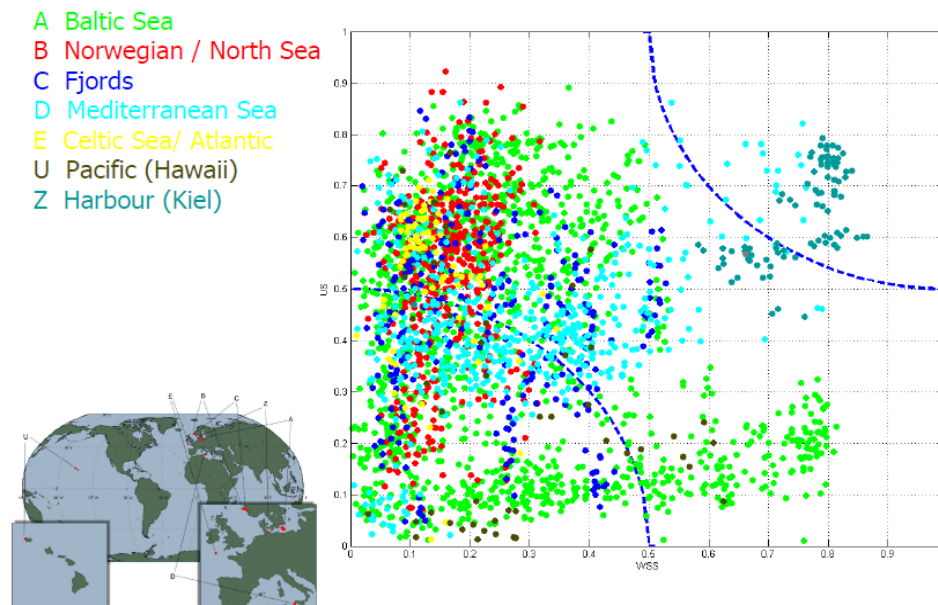 A Baltic Sea
B Norwegian / North Sea
C Fjords
D Mediterranean Sea
E Celtic Sea/ Atlantic
U Pacific (Hawaii)
Z Harbour (Kiel)
1
0.9
0.8
0.7
0.6
0.5
0.4
0.3
0.2
0.1
0
US
0 0.1 0.2 0.3 0.4 0.5 0.6 0.7 0.8 0.9 1
WSS
E B C
Z
A
U
D